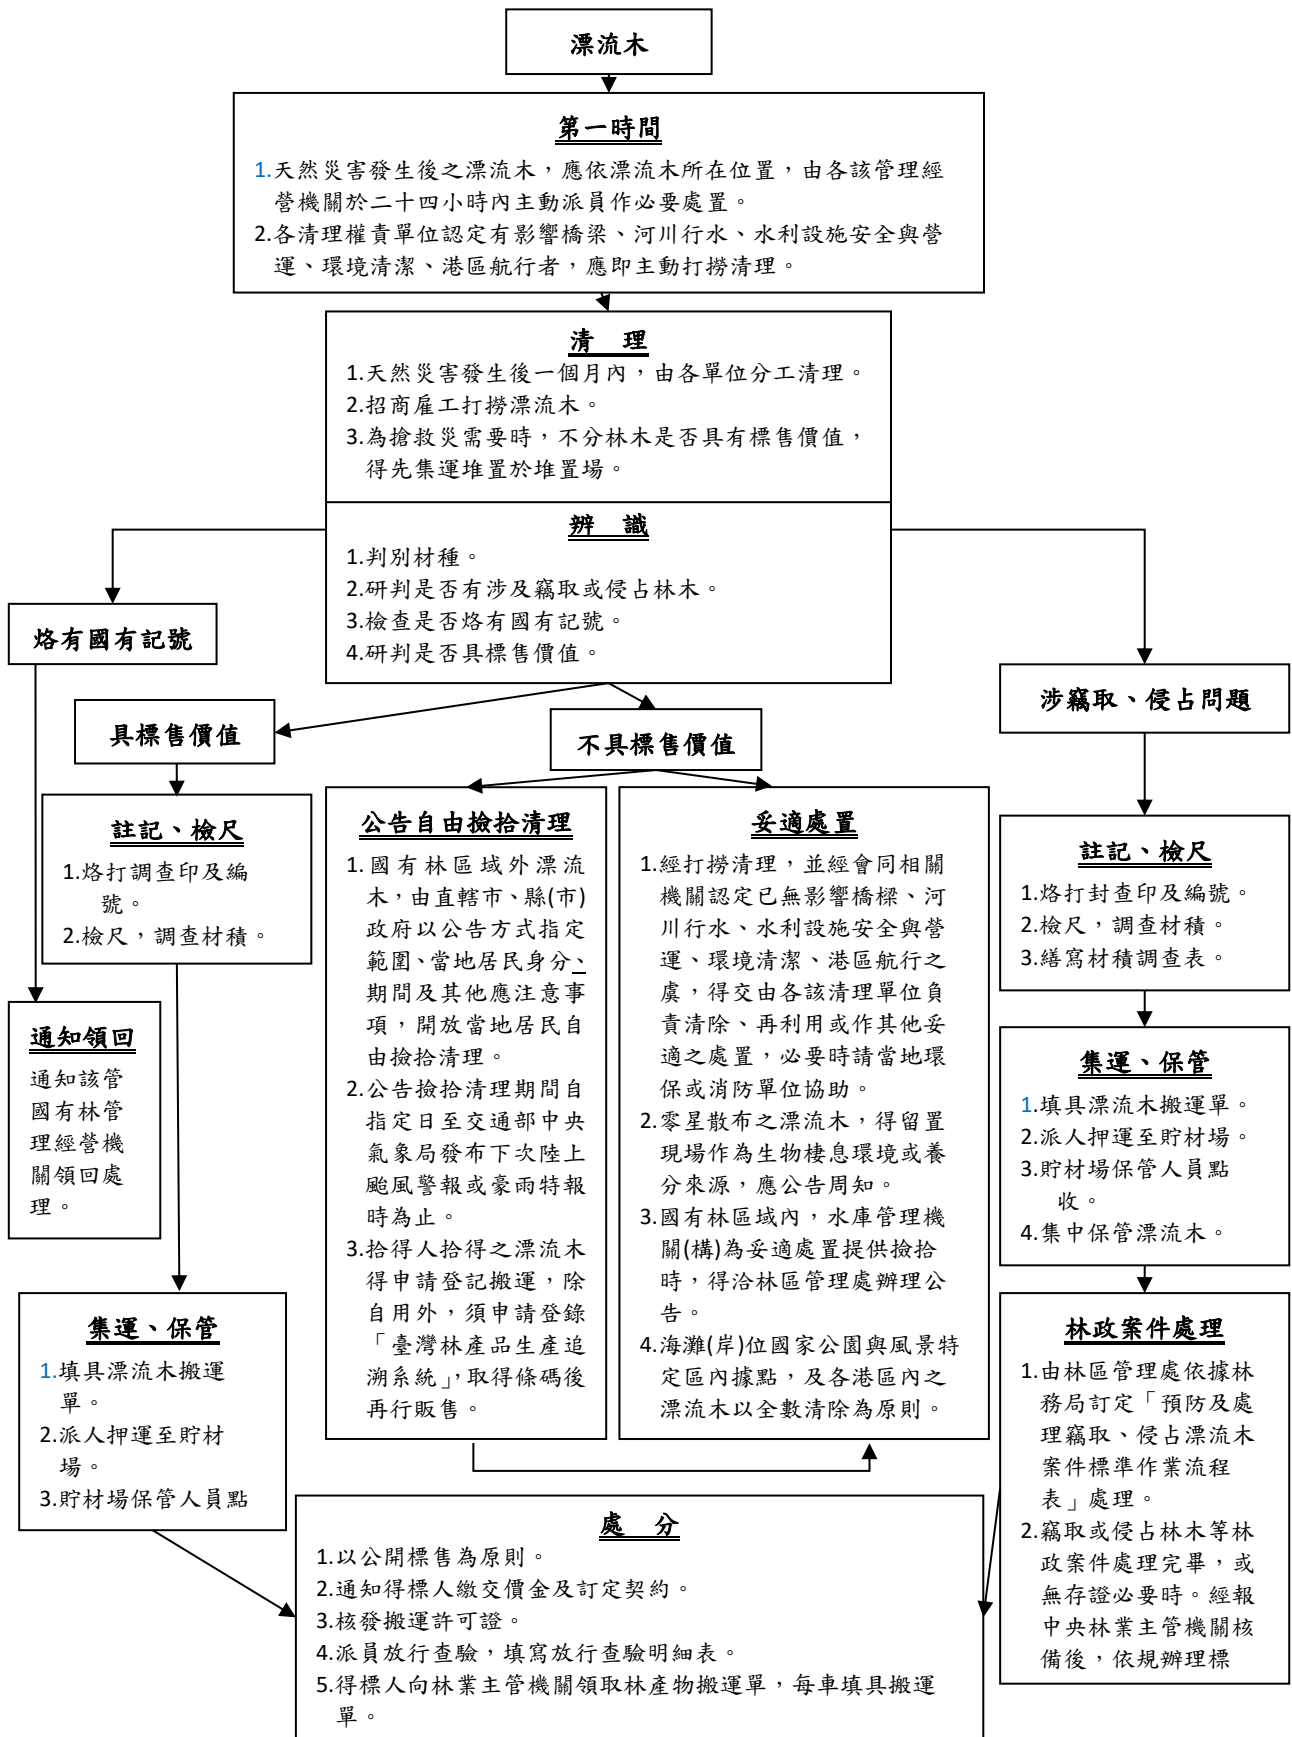 漂流木
第一時間
1.天然災害發生後之漂流木，應依漂流木所在位置，由各該管理經
營機關於二十四小時內主動派員作必要處置。
2.各清理權責單位認定有影響橋梁、河川行水、水利設施安全與營
運、環境清潔、港區航行者，應即主動打撈清理。
清 理
1.天然災害發生後一個月內，由各單位分工清理。
2.招商雇工打撈漂流木。
3.為搶救災需要時，不分林木是否具有標售價值，
得先集運堆置於堆置場。
辨 識
1.判別材種。
2.研判是否有涉及竊取或侵占林木。
3.檢查是否烙有國有記號。
4.研判是否具標售價值。
烙有國有記號
通知領回
通知該管
國有林管
理經營機
關領回處
理。
具標售價值
註記、檢尺
1.烙打調查印及編
號。
2.檢尺，調查材積。
集運、保管
1.填具漂流木搬運
單。
2.派人押運至貯材
場。
3.貯材場保管人員點
不具標售價值
公告自由撿拾清理
1.國有林區域外漂流
木，由直轄市、縣(市)
政府以公告方式指定
範圍、當地居民身分、
期間及其他應注意事
項，開放當地居民自
由撿拾清理。
2.公告撿拾清理期間自
指定日至交通部中央
氣象局發布下次陸上
颱風警報或豪雨特報
時為止。
3.拾得人拾得之漂流木
得申請登記搬運，除
自用外，須申請登錄
「臺灣林產品生產追
溯系統」，取得條碼後
再行販售。
妥適處置
1.經打撈清理，並經會同相關
機關認定已無影響橋樑、河
川行水、水利設施安全與營
運、環境清潔、港區航行之
虞，得交由各該清理單位負
責清除、再利用或作其他妥
適之處置，必要時請當地環
保或消防單位協助。
2.零星散布之漂流木，得留置
現場作為生物棲息環境或養
分來源，應公告周知。
3.國有林區域內，水庫管理機
關(構)為妥適處置提供撿拾
時，得洽林區管理處辦理公
告。
4.海灘(岸)位國家公園與風景特
定區內據點，及各港區內之
漂流木以全數清除為原則。
涉竊取、侵占問題
註記、檢尺
1.烙打封查印及編號。
2.檢尺，調查材積。
3.繕寫材積調查表。
集運、保管
1.填具漂流木搬運單。
2.派人押運至貯材場。
3.貯材場保管人員點
收。
4.集中保管漂流木。
林政案件處理
1.由林區管理處依據林
務局訂定「預防及處
理竊取、侵占漂流木
案件標準作業流程
表」處理。
2.竊取或侵占林木等林
政案件處理完畢，或
無存證必要時。經報
中央林業主管機關核
備後，依規辦理標
處 分
1.以公開標售為原則。
2.通知得標人繳交價金及訂定契約。
3.核發搬運許可證。
4.派員放行查驗，填寫放行查驗明細表。
5.得標人向林業主管機關領取林產物搬運單，每車填具搬運
單。